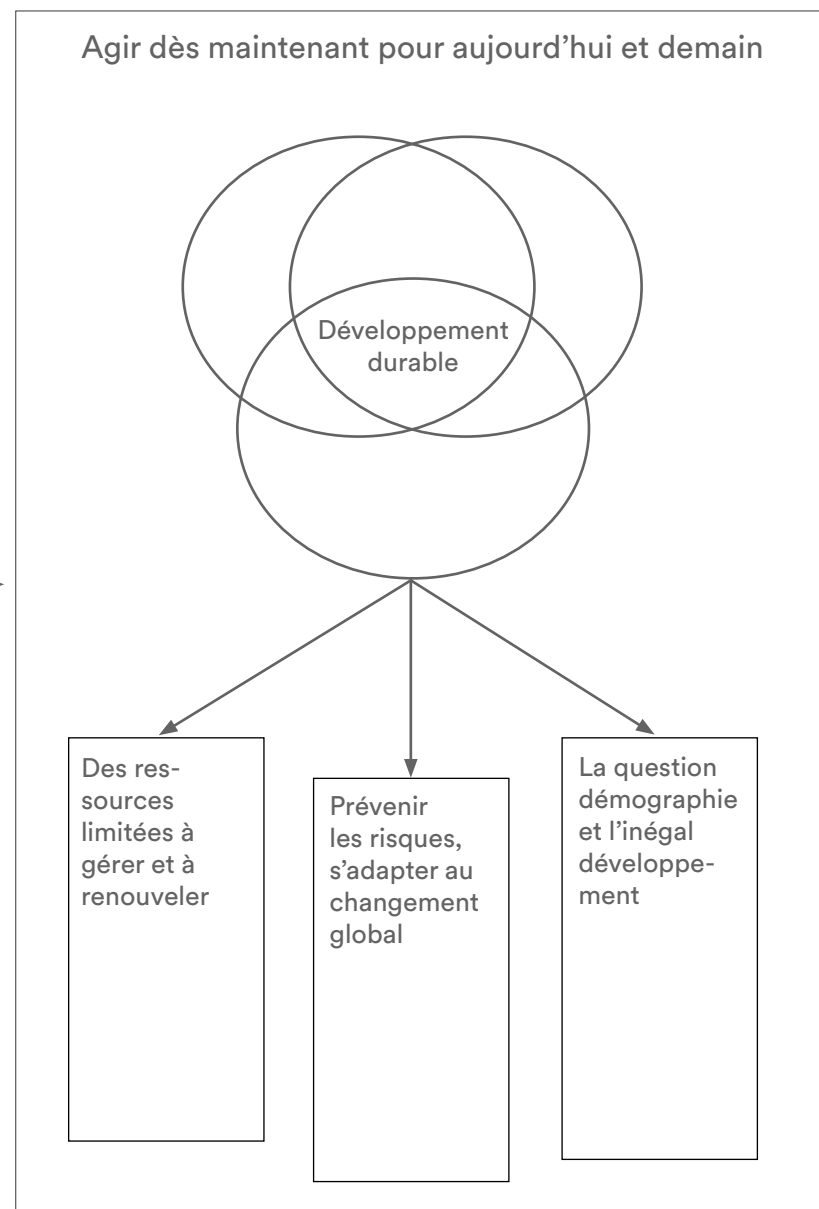 Agir dès maintenant pour aujourd’hui et demain
Développement
durable
Des res-
sources
limitées à
gérer et à
renouveler
Prévenir
les risques,
s’adapter au
changement
global
La question
démographie
et l’inégal
développe-
ment